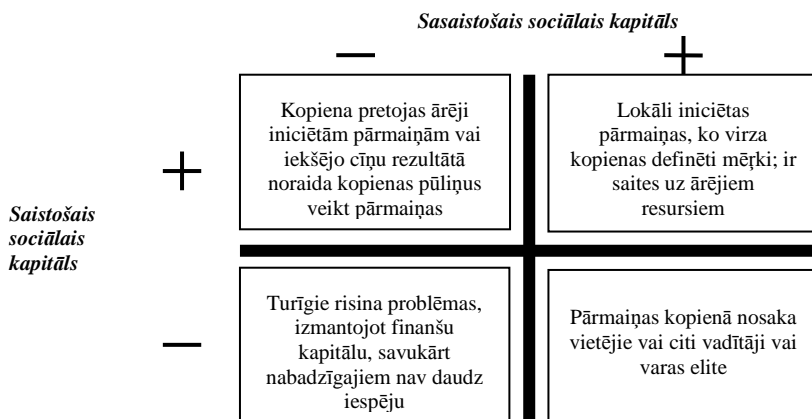 Sasaistošais sociālais kapitāls
− +
Kopiena pretojas ārēji
iniciētām pārmaiņām vai
iekšējo cīņu rezultātā
noraida kopienas pūliņus
veikt pārmaiņas
Lokāli iniciētas
pārmaiņas, ko virza
kopienas definēti mērķi; ir
saites uz ārējiem
resursiem
+
Saistošais
sociālais
kapitāls
−
Turīgie risina problēmas,
izmantojot finanšu
kapitālu, savukārt
nabadzīgajiem nav daudz
iespēju
Pārmaiņas kopienā nosaka
vietējie vai citi vadītāji vai
varas elite